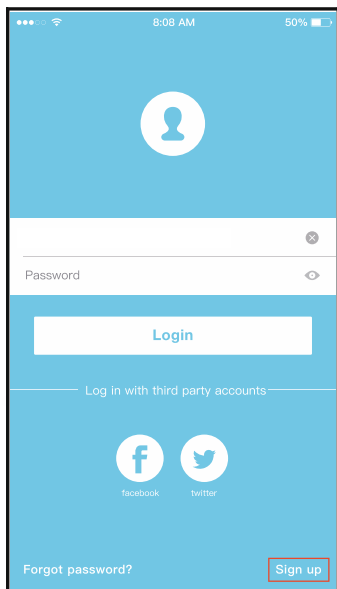 8:08 AM 50%
Password
Login
Log in with third party accounts
facebook twitter
Forgot password? Sign up